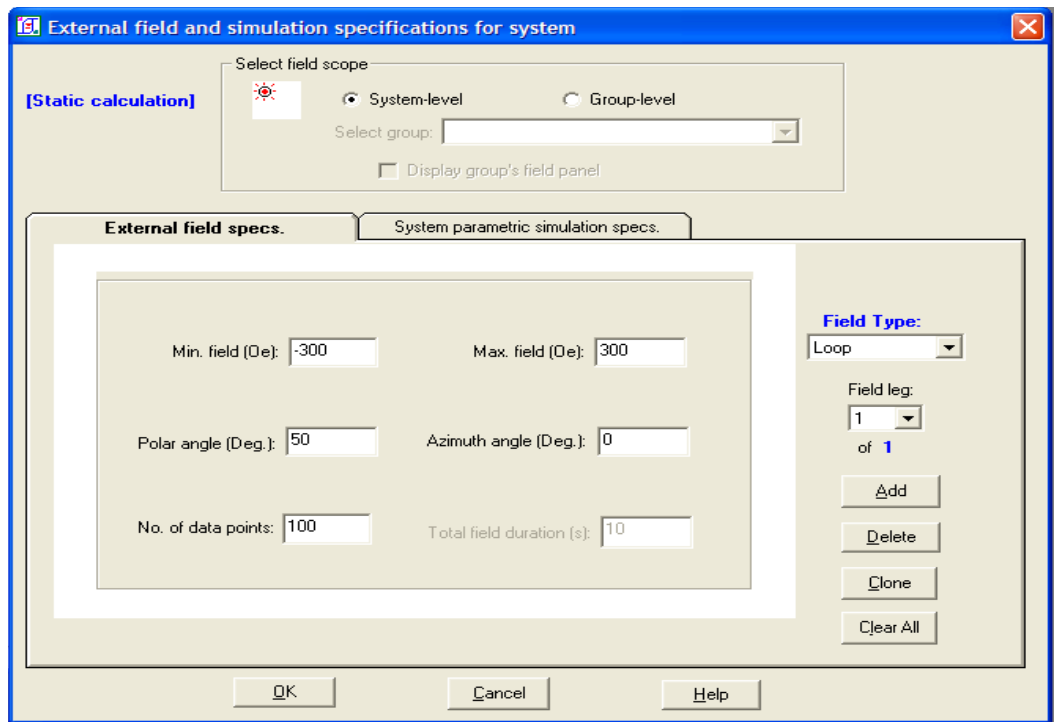 External field and simulation specifications for system
Select field scope
[Static calculation]
System-level
Group-level
Select group:
Display group's field panel
External field specs.
System parametric simulation specs.
Min. field (Oe): -300
Max. field (Oe): 300
Polar angle (Deg.): 50
Azimuth angle (Deg.): 0
No. of data points: 100
Total field duration (s): 10
Field Type:
Loop
Field leg:
1
of 1
Add
Delete
Clone
Clear All
OK
Cancel
Help